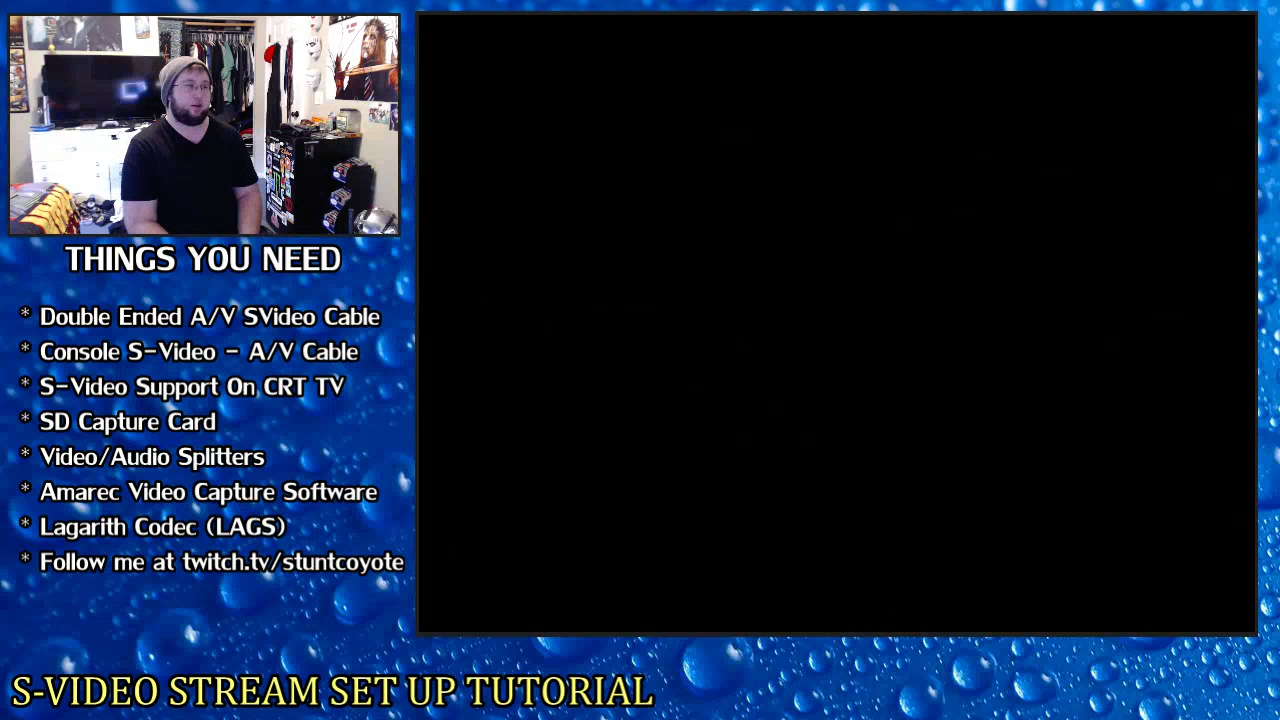 THINGS YOU NEED
* Double Ended A/V SVideo Cable
* Console S-Video - A/V Cable
* S-Video Support On CRT TV
* SD Capture Card
* Video/Audio Splitters
* Amarec Video Capture Software
* Lagarith Codec (LAGS)
* Follow me at twitch.tv/stuntcoyote
S-VIDEO STREAM SET UP TUTORIAL